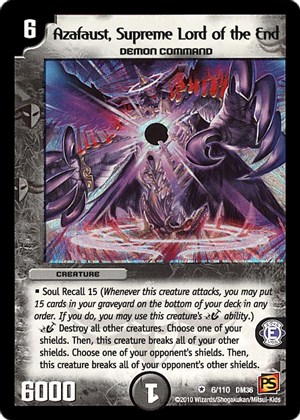 6
Azafaust, Supreme Lord of the End
DEMON COMMAND
CREATURE
■ Soul Recall 15 (Whenever this creature attacks, you may put
15 cards in your graveyard on the bottom of your deck in any
order. If you do, you may use this creature's ability.)
Destroy all other creatures. Choose one of your
shields. Then, this creature breaks all of your other
shields. Choose one of your opponent's shields. Then,
this creature breaks all of your opponent's other shields.
E
6000
1
6/110 DM36
©2010 Wizards/Shogakukan/Mitsui-Kids
PS